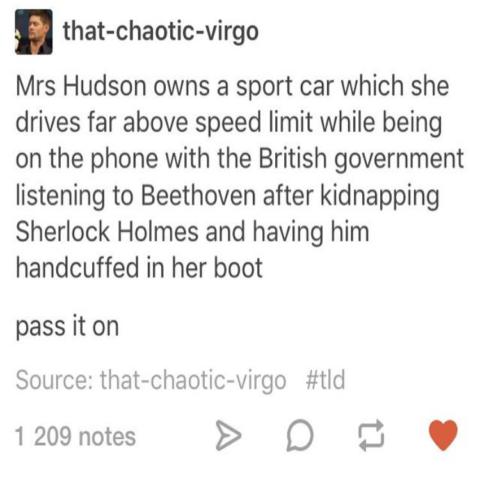 that-chaotic-virgo
Mrs Hudson owns a sport car which she
drives far above speed limit while being
on the phone with the British government
listening to Beethoven after kidnapping
Sherlock Holmes and having him
handcuffed in her boot
pass it on
Source: that-chaotic-virgo #tld
1 209 notes